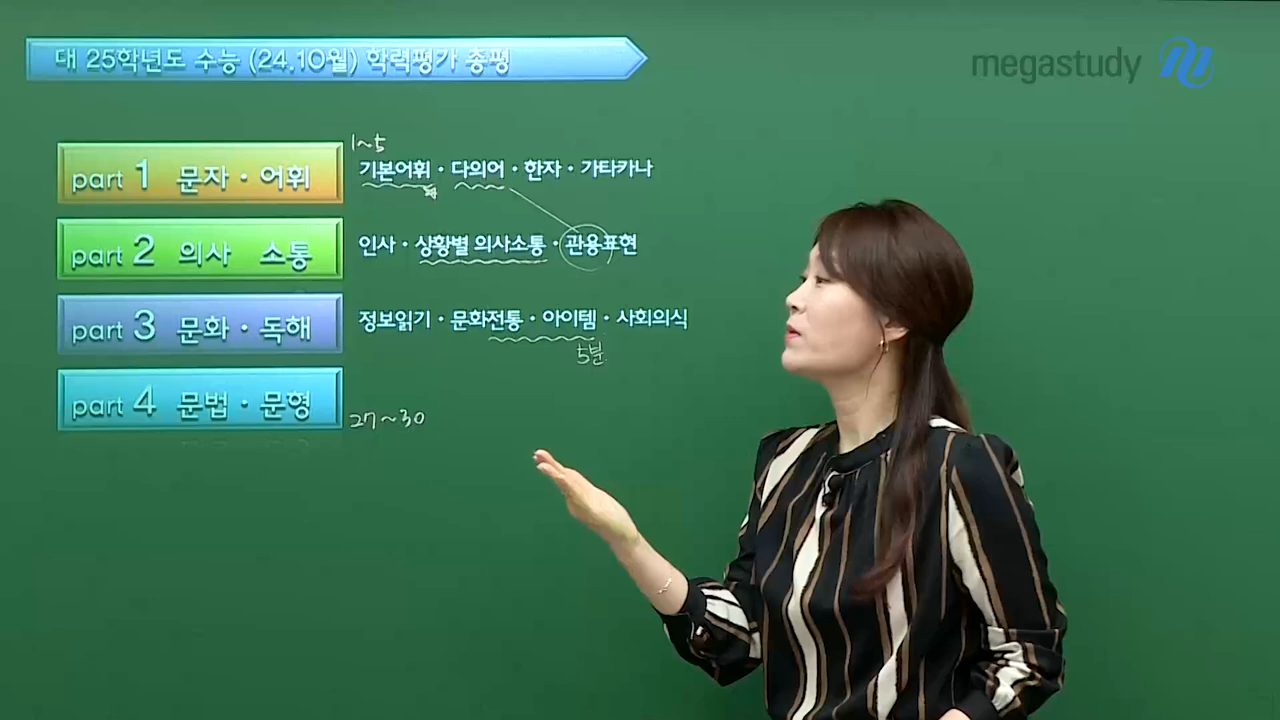 대 25학년도 수능 (24.10월) 학력평가 총평
megastudy
1~5
part 1 문자 · 어휘
기본어휘 · 다의어 · 한자 · 가타카나
part 2 의사 소통
인사 · 상황별 의사소통 · 관용표현
part 3 문화 · 독해
정보읽기 · 문화전통 · 아이템 · 사회의식
5분
part 4 문법 · 문형
27~30